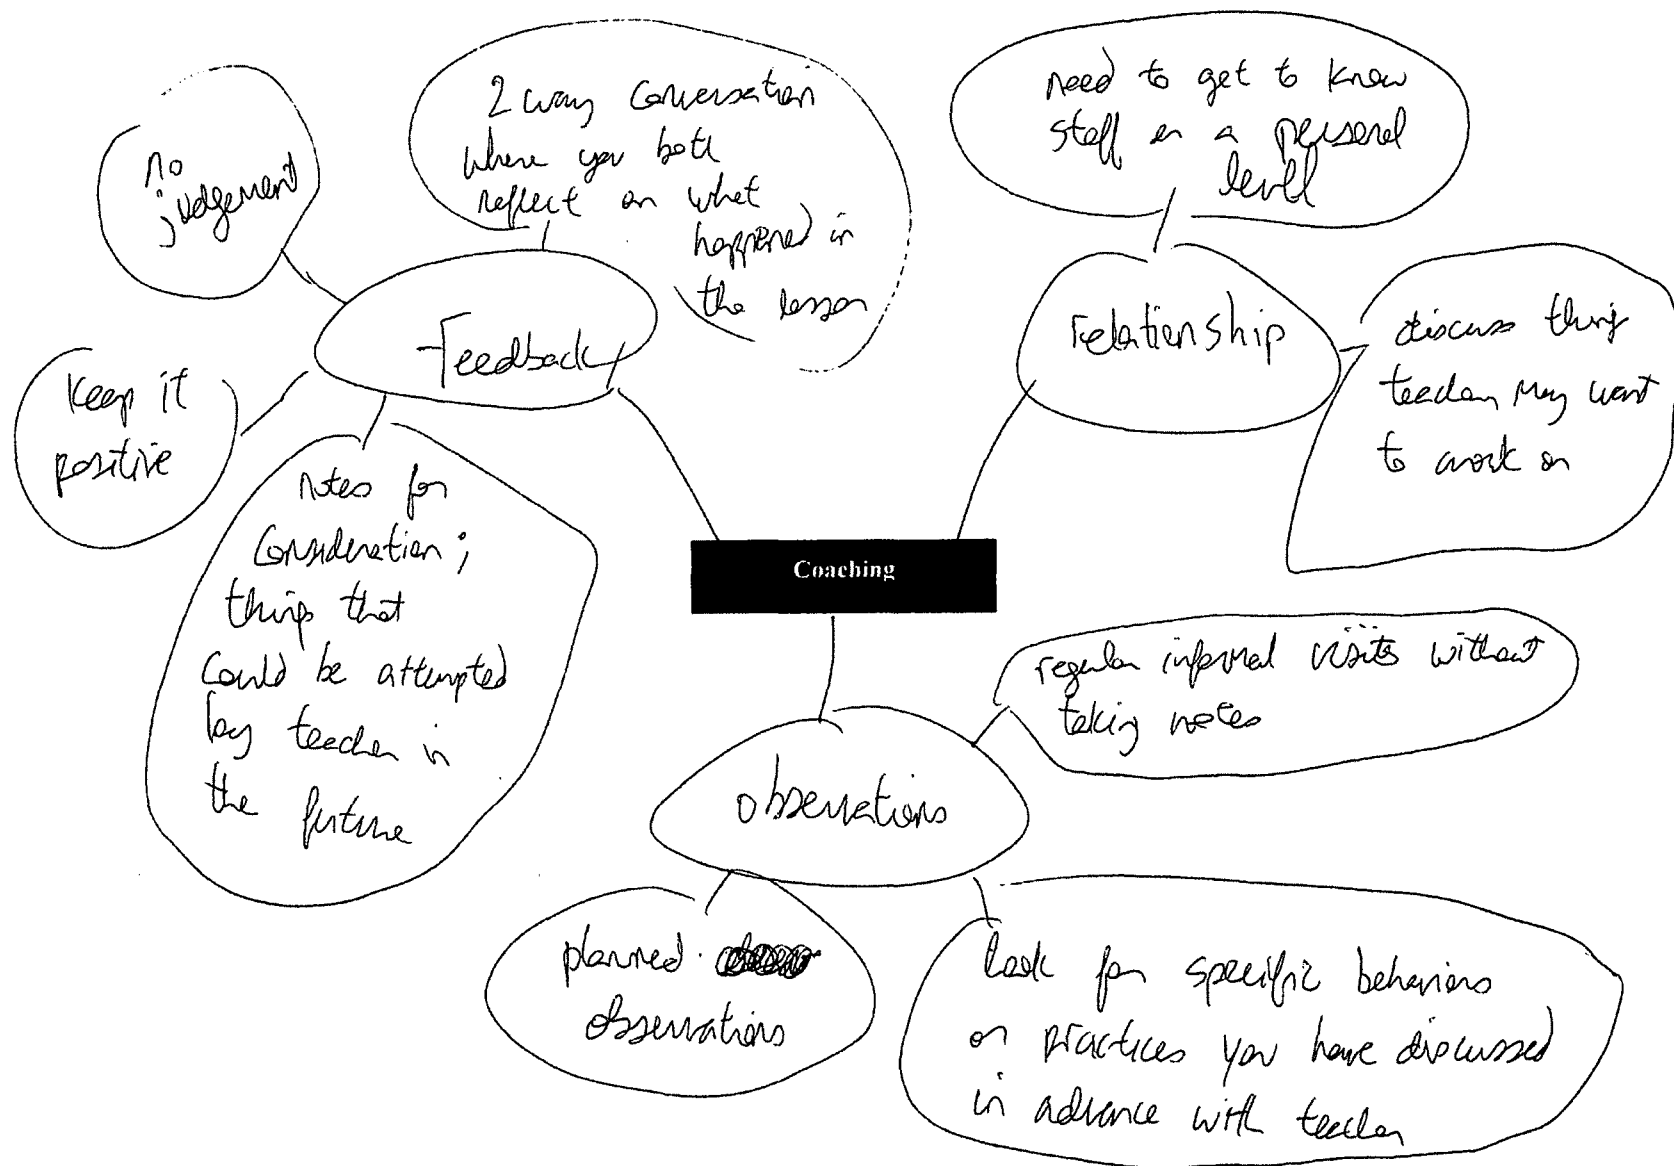 2 way Conversation
where you both
reflect on what
happened in
the lesson
need to get to know
staff on a personal
level
no
judgement
Feedback
relationship
discuss thing
teacher may want
to work on
Keep it
positive
notes for
Consideration;
things that
Could be attempted
by teacher in
the future
Coaching
regular informal visits without
taking notes
observations
planned
observations
look for specific behaviors
or practices you have discussed
in advance with teacher